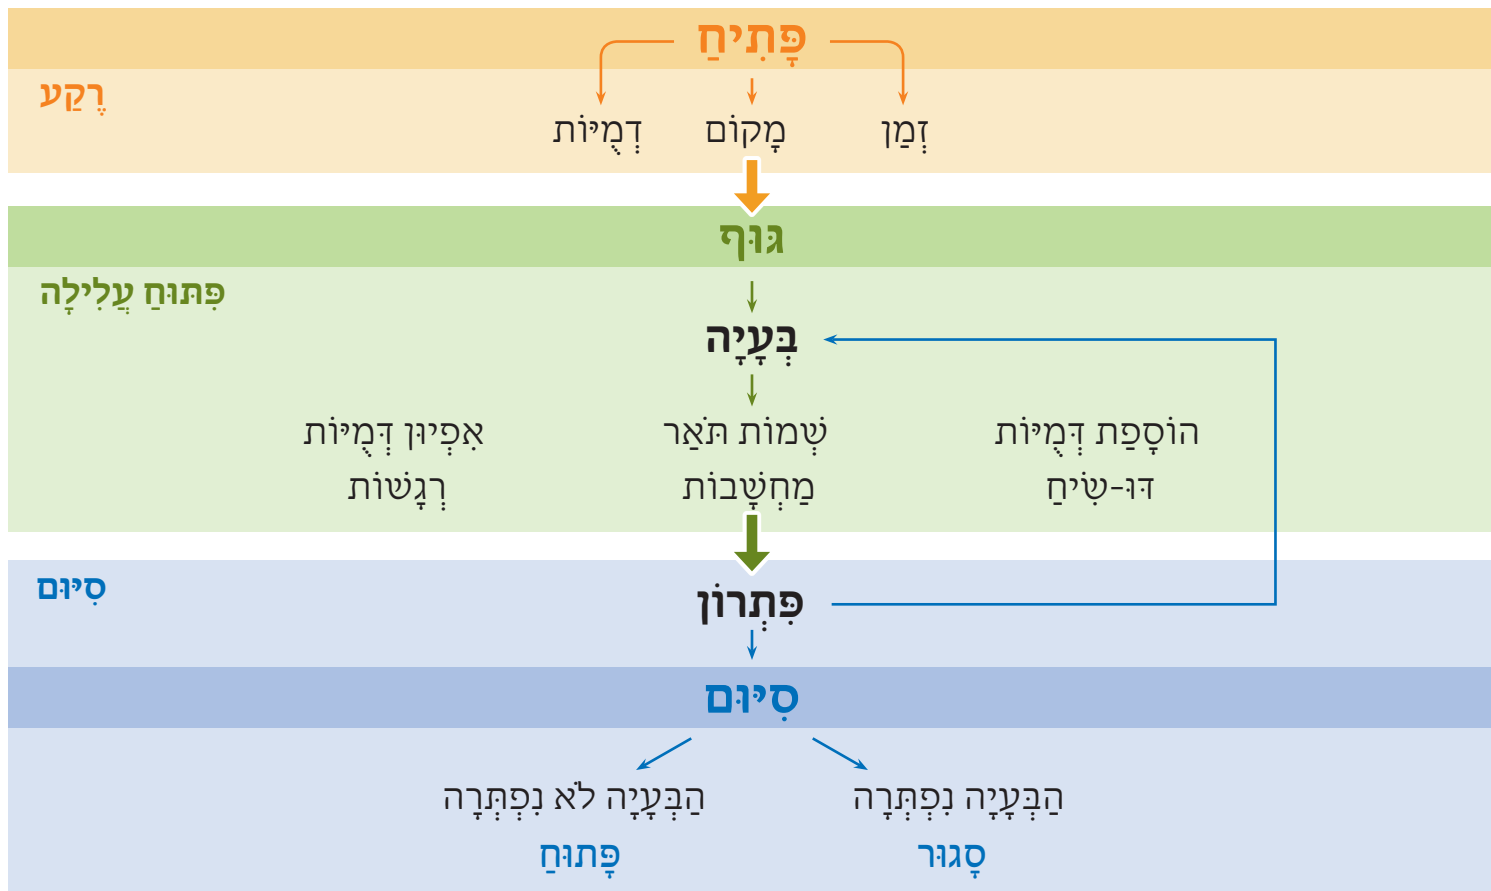 פָּתִיחַ
רֶקַע
זְמַן מָקוֹם דְמֻיּוֹת
גּוּף
פִּתּוּחַ עֲלִילָה
בְּעָיָה
הוֹסָפַת דְּמֻיּוֹת שְׁמוֹת תֹּאַר אִפְיוּן דְּמֻיּוֹת
דּוּ-שִׂיחַ מַחְשָׁבוֹת רְגָשׁוֹת
סִיּוּם
פִּתְרוֹן
סִיּוּם
הַבְּעָיָה נִפְתְּרָה הַבְּעָיָה לֹא נִפְתְּרָה
סָגוּר פָּתוּחַ